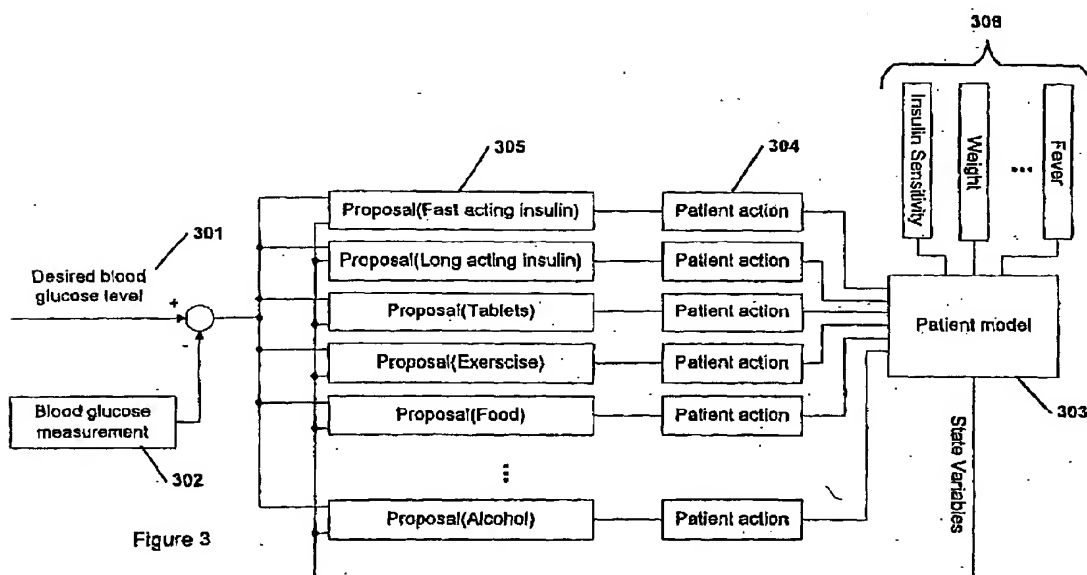 306
305
304
301
Insulin Sensitivity
Weight
...
Fever
Desired blood
glucose level
+
-
Proposal(Fast acting insulin)
Patient action
Proposal(Long acting insulin)
Patient action
Proposal(Tablets)
Patient action
Proposal(Exerscise)
Patient action
Proposal(Food)
Patient action
...
Proposal(Alcohol)
Patient action
Patient model
303
Blood glucose
measurement
302
State Variables
Figure 3